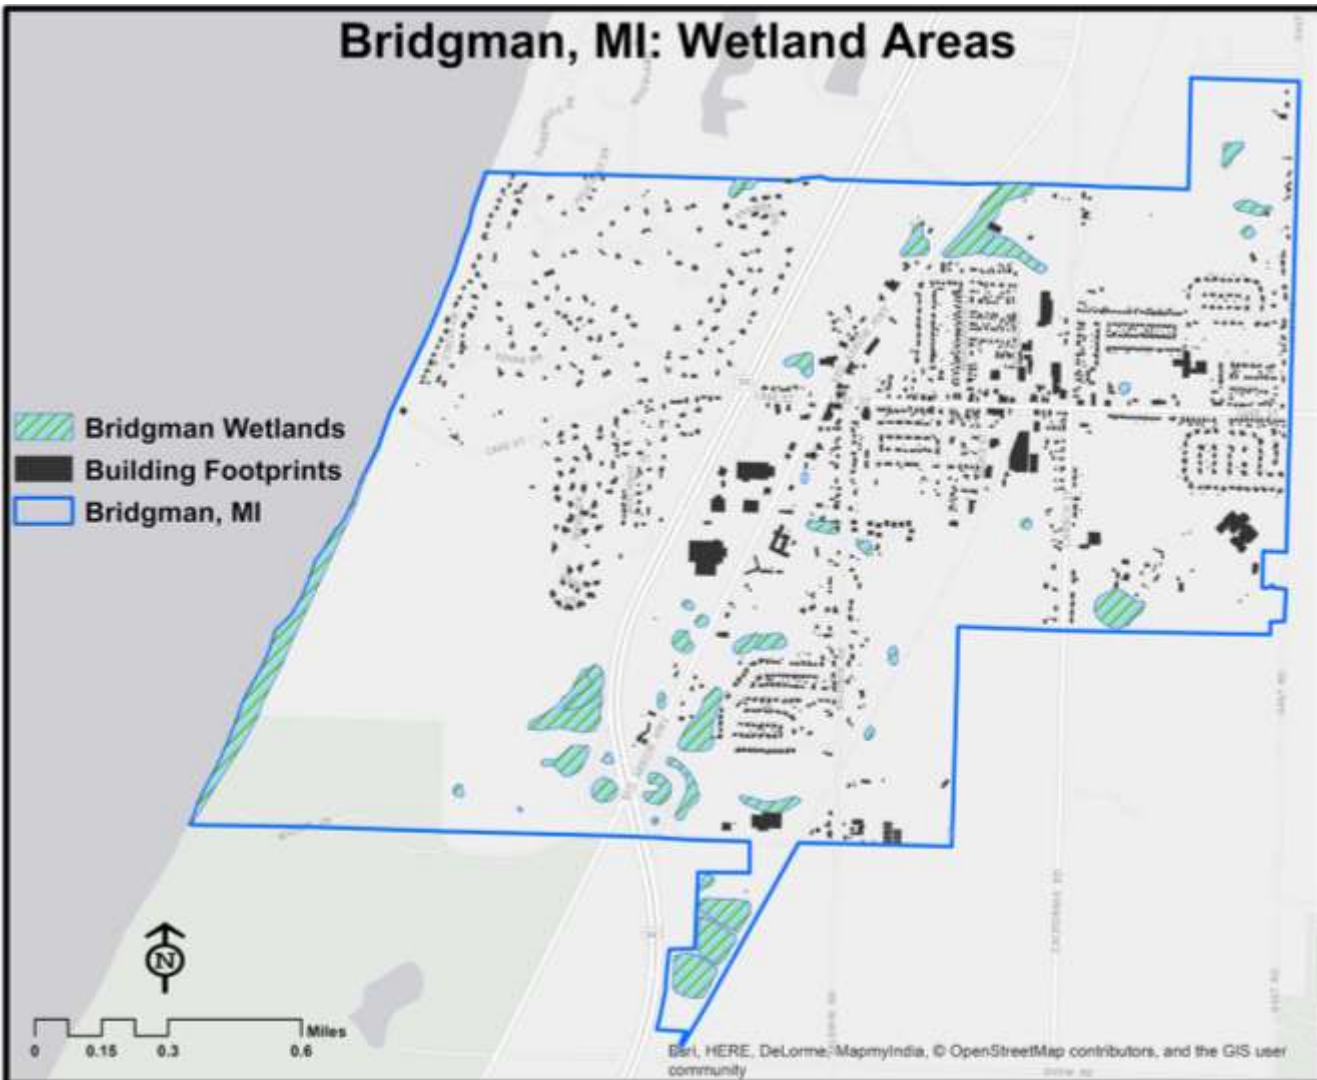 Bridgman, MI: Wetland Areas
Bridgman Wetlands
Building Footprints
Bridgman, MI
N
Miles
0 0.15 0.3 0.6
Esri, HERE, DeLorme, MapmyIndia, © OpenStreetMap contributors, and the GIS user
community